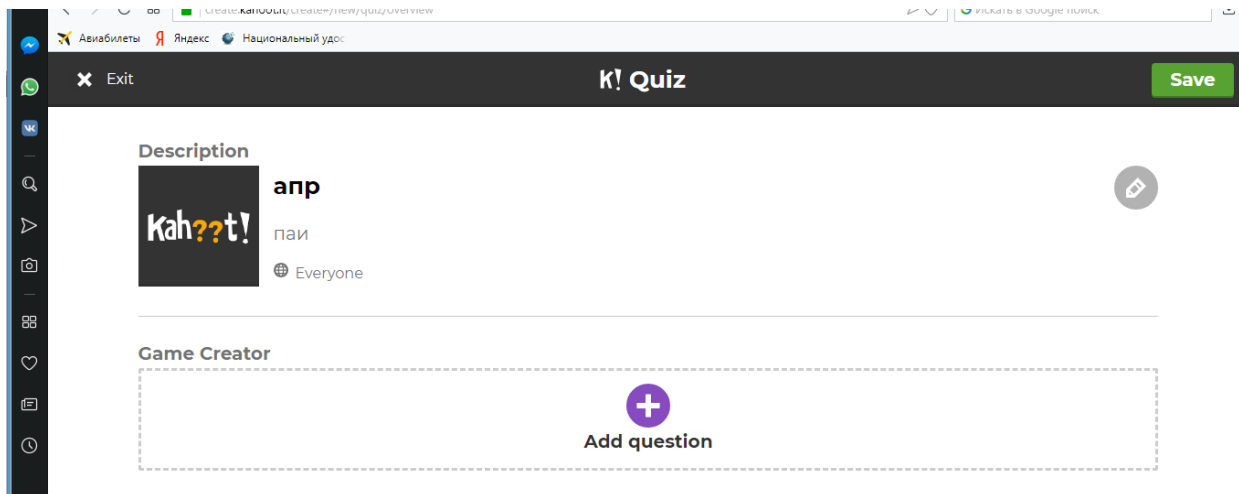 create.kahoot.it/create#/new/quiz/overview
Искать в Google поиск
Авиабилеты Яндекс Национальный удос
Exit
K! Quiz
Save
Description
Kah??t!
апр
паи
Everyone
Game Creator
Add question